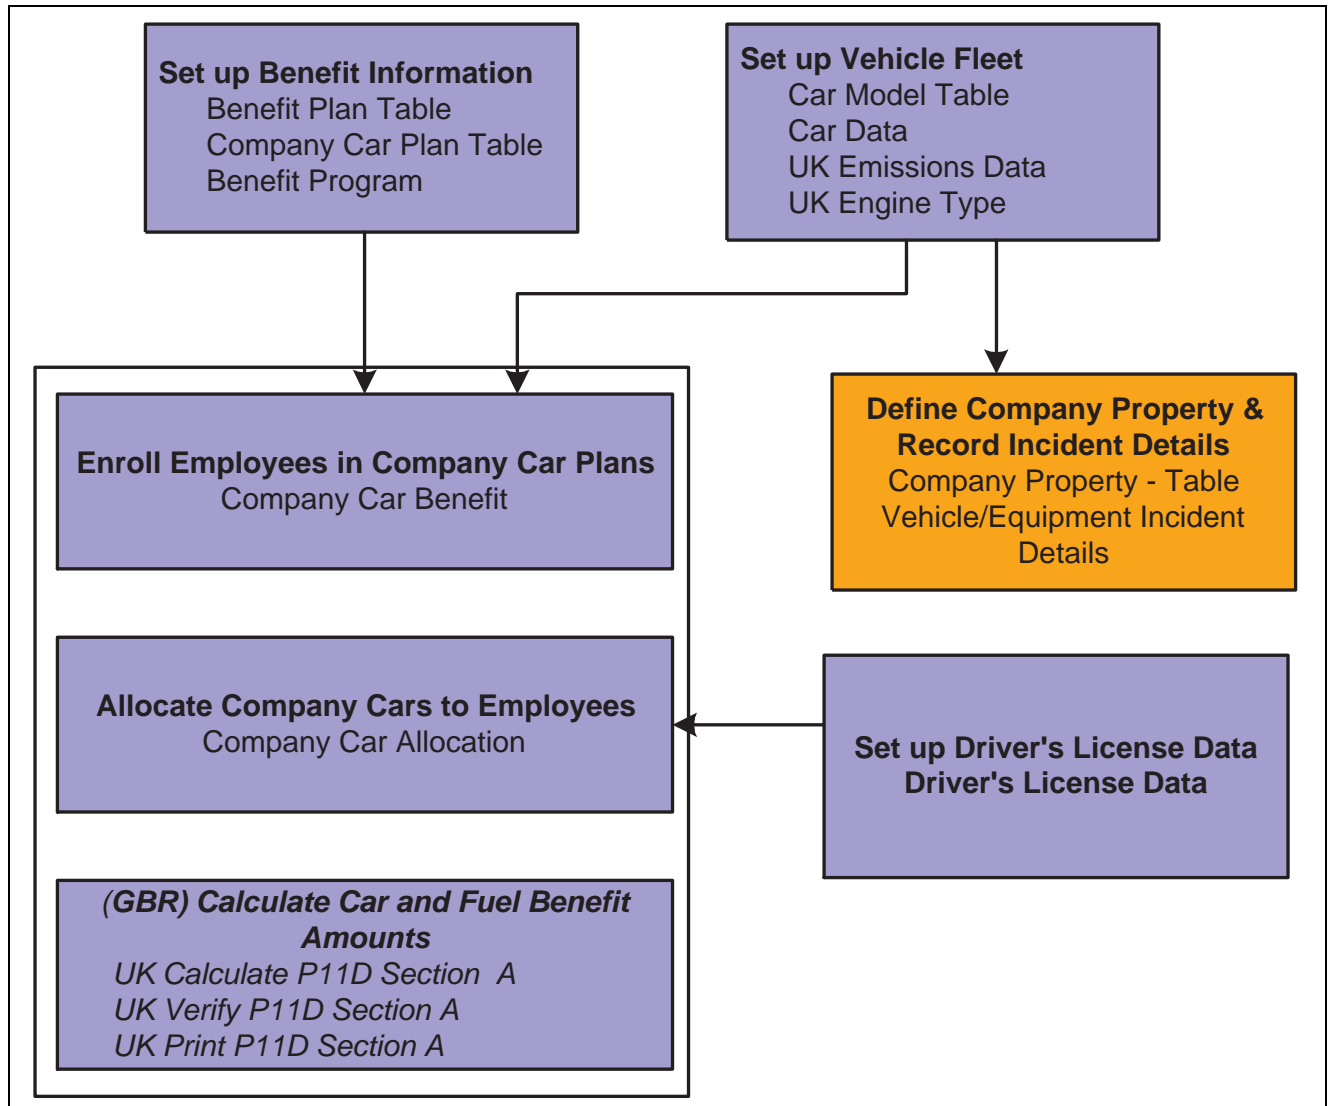 Set up Benefit Information
Benefit Plan Table
Company Car Plan Table
Benefit Program
Set up Vehicle Fleet
Car Model Table
Car Data
UK Emissions Data
UK Engine Type
Enroll Employees in Company Car Plans
Company Car Benefit
Define Company Property &
Record Incident Details
Company Property - Table
Vehicle/Equipment Incident
Details
Allocate Company Cars to Employees
Company Car Allocation
Set up Driver's License Data
Driver's License Data
(GBR) Calculate Car and Fuel Benefit
Amounts
UK Calculate P11D Section A
UK Verify P11D Section A
UK Print P11D Section A